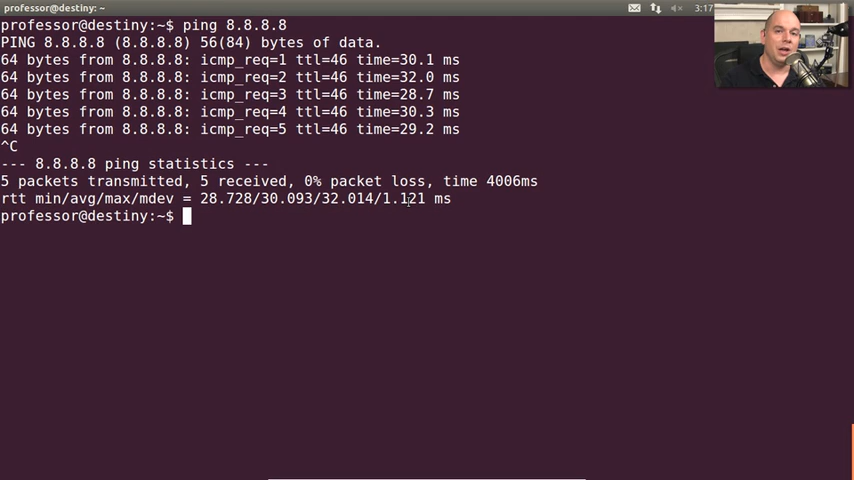 professor@destiny: ~
3:17
professor@destiny:~$ ping 8.8.8.8
PING 8.8.8.8 (8.8.8.8) 56(84) bytes of data.
64 bytes from 8.8.8.8: icmp_req=1 ttl=46 time=30.1 ms
64 bytes from 8.8.8.8: icmp_req=2 ttl=46 time=32.0 ms
64 bytes from 8.8.8.8: icmp_req=3 ttl=46 time=28.7 ms
64 bytes from 8.8.8.8: icmp_req=4 ttl=46 time=30.3 ms
64 bytes from 8.8.8.8: icmp_req=5 ttl=46 time=29.2 ms
^C
--- 8.8.8.8 ping statistics ---
5 packets transmitted, 5 received, 0% packet loss, time 4006ms
rtt min/avg/max/mdev = 28.728/30.093/32.014/1.121 ms
professor@destiny:~$